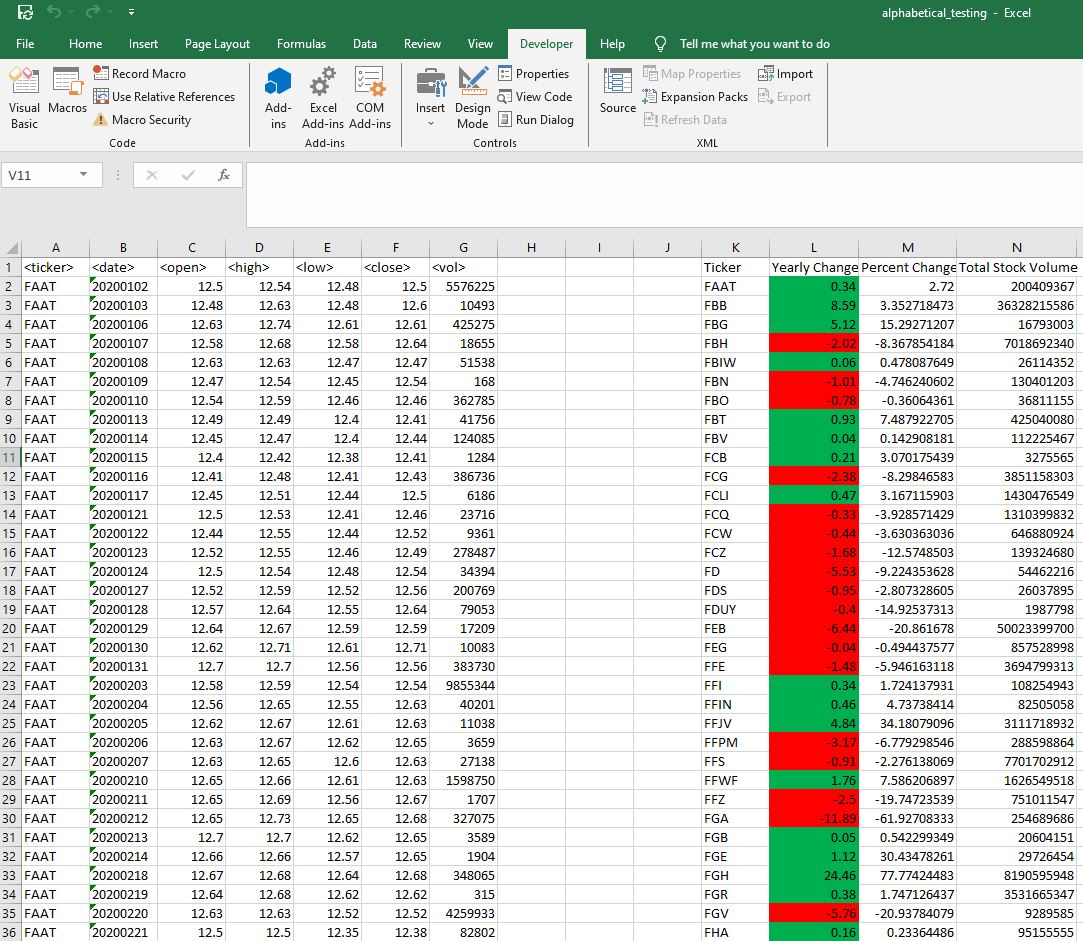 alphabetical_testing - Excel
File Home Insert Page Layout Formulas Data Review View Developer Help Tell me what you want to do
Visual Basic Macros Record Macro Use Relative References Macro Security Add-ins Excel Add-ins COM Add-ins Insert Design Mode Properties View Code Run Dialog Source Map Properties Expansion Packs Refresh Data Import Export
Code Add-ins Controls XML
V11 fx
A B C D E F G H I J K L M N
1 <ticker> <date> <open> <high> <low> <close> <vol> Ticker Yearly Change Percent Change Total Stock Volume
2 FAAT 20200102 12.5 12.54 12.48 12.5 5576225 FAAT 0.34 2.72 200409367
3 FAAT 20200103 12.48 12.63 12.48 12.6 10493 FBB 8.59 3.352718473 36328215586
4 FAAT 20200106 12.63 12.74 12.61 12.61 425275 FBG 5.12 15.29271207 16793003
5 FAAT 20200107 12.58 12.68 12.58 12.64 18655 FBH -2.02 -8.367854184 7018692340
6 FAAT 20200108 12.63 12.63 12.47 12.47 51538 FBIW 0.06 0.478087649 26114352
7 FAAT 20200109 12.47 12.54 12.45 12.54 168 FBN -1.01 -4.746240602 130401203
8 FAAT 20200110 12.54 12.59 12.46 12.46 362785 FBO -0.78 -0.36064361 36811155
9 FAAT 20200113 12.49 12.49 12.4 12.41 41756 FBT 0.93 7.487922705 425040080
10 FAAT 20200114 12.45 12.47 12.4 12.44 124085 FBV 0.04 0.142908181 112225467
11 FAAT 20200115 12.4 12.42 12.38 12.41 1284 FCB 0.21 3.070175439 3275565
12 FAAT 20200116 12.41 12.48 12.41 12.43 386736 FCG -2.38 -8.29846583 3851158303
13 FAAT 20200117 12.45 12.51 12.44 12.5 6186 FCLI 0.47 3.167115903 1430476549
14 FAAT 20200121 12.5 12.53 12.41 12.46 23716 FCQ -0.33 -3.928571429 1310399832
15 FAAT 20200122 12.44 12.55 12.44 12.52 9361 FCW -0.44 -3.630363036 646880924
16 FAAT 20200123 12.52 12.55 12.46 12.49 278487 FCZ -1.68 -12.5748503 139324680
17 FAAT 20200124 12.5 12.54 12.48 12.54 34394 FD -5.53 -9.224353628 54462216
18 FAAT 20200127 12.52 12.59 12.52 12.56 200769 FDS -0.95 -2.807328605 26037895
19 FAAT 20200128 12.57 12.64 12.55 12.64 79053 FDUY -0.4 -14.92537313 1987798
20 FAAT 20200129 12.64 12.67 12.59 12.59 17209 FEB -6.44 -20.861678 50023399700
21 FAAT 20200130 12.62 12.71 12.61 12.71 10083 FEG -0.04 -0.494437577 857528998
22 FAAT 20200131 12.7 12.7 12.56 12.56 383730 FFE -1.48 -5.946163118 3694799313
23 FAAT 20200203 12.58 12.59 12.54 12.54 9855344 FFI 0.34 1.724137931 108254943
24 FAAT 20200204 12.56 12.65 12.55 12.63 40201 FFIN 0.46 4.73738414 82505058
25 FAAT 20200205 12.62 12.67 12.61 12.63 11038 FFJV 4.84 34.18079096 3111718932
26 FAAT 20200206 12.63 12.67 12.62 12.65 3659 FFPM -3.17 -6.779298546 288598864
27 FAAT 20200207 12.63 12.65 12.6 12.63 27138 FFS -0.91 -2.276138069 7701702912
28 FAAT 20200210 12.65 12.66 12.61 12.63 1598750 FFWF 1.76 7.586206897 1626549518
29 FAAT 20200211 12.65 12.69 12.56 12.67 1707 FFZ -2.5 -19.74723539 751011547
30 FAAT 20200212 12.65 12.73 12.65 12.68 327075 FGA -11.89 -61.92708333 254689686
31 FAAT 20200213 12.7 12.7 12.62 12.65 3589 FGB 0.05 0.542299349 20604151
32 FAAT 20200214 12.66 12.66 12.57 12.65 1904 FGE 1.12 30.43478261 29726454
33 FAAT 20200218 12.67 12.68 12.64 12.68 348065 FGH 24.46 77.77424483 8190595948
34 FAAT 20200219 12.64 12.68 12.62 12.62 315 FGR 0.38 1.747126437 3531665347
35 FAAT 20200220 12.63 12.63 12.52 12.52 4259933 FGV -5.76 -20.93784079 9289585
36 FAAT 20200221 12.5 12.5 12.35 12.38 82802 FHA 0.16 0.23364486 95155555